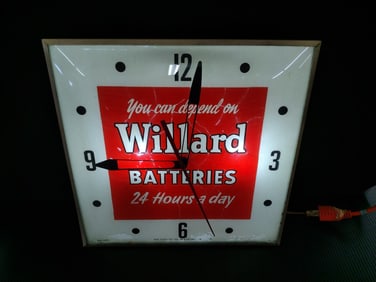 12
You can depend on
Willard
9 3
BATTERIES
24 Hours a day
6